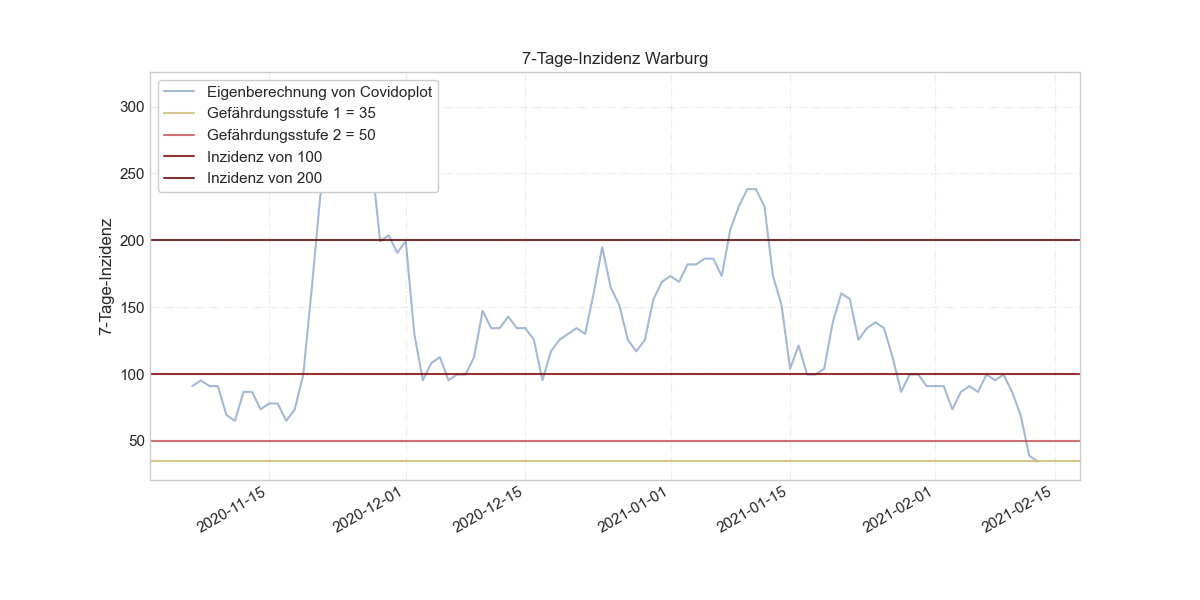 7-Tage-Inzidenz Warburg
Eigenberechnung von Covidoplot
Gefährdungsstufe 1 = 35
Gefährdungsstufe 2 = 50
Inzidenz von 100
Inzidenz von 200
7-Tage-Inzidenz
300
250
200
150
100
50
2020-11-15
2020-12-01
2020-12-15
2021-01-01
2021-01-15
2021-02-01
2021-02-15